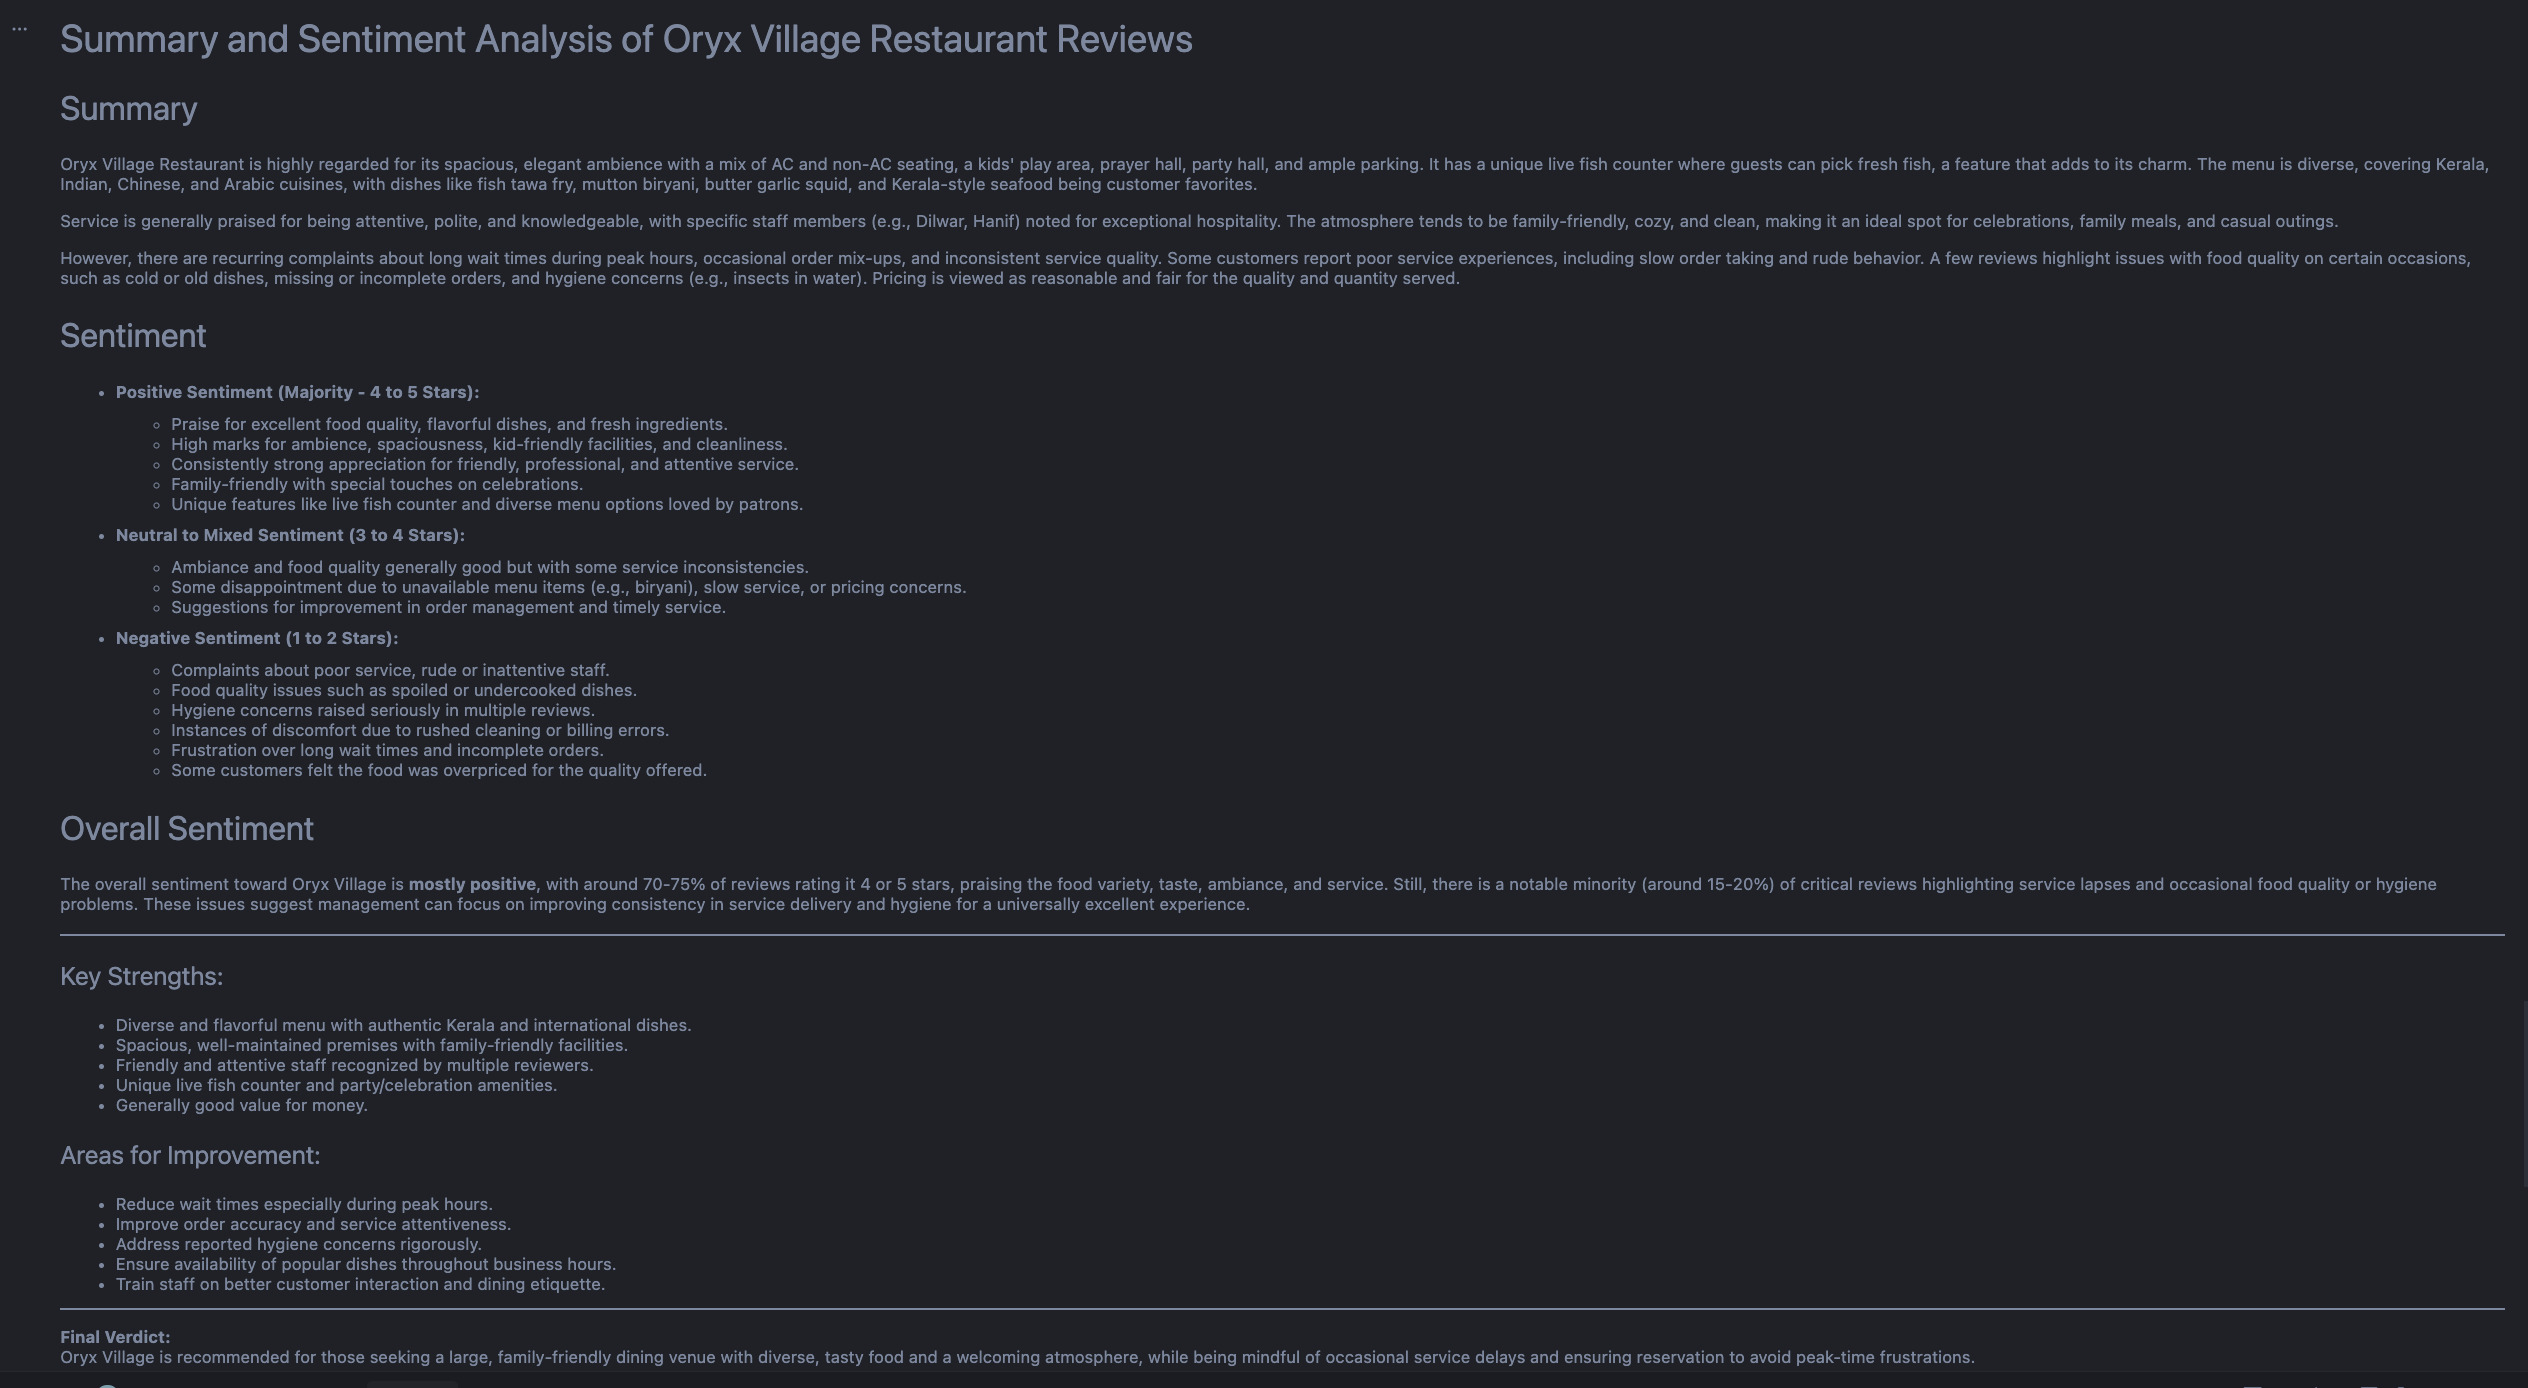 Summary and Sentiment Analysis of Oryx Village Restaurant Reviews
Summary
Oryx Village Restaurant is highly regarded for its spacious, elegant ambience with a mix of AC and non-AC seating, a kids' play area, prayer hall, party hall, and ample parking. It has a unique live fish counter where guests can pick fresh fish, a feature that adds to its charm. The menu is diverse, covering Kerala,
Indian, Chinese, and Arabic cuisines, with dishes like fish tawa fry, mutton biryani, butter garlic squid, and Kerala-style seafood being customer favorites.
Service is generally praised for being attentive, polite, and knowledgeable, with specific staff members (e.g., Dilwar, Hanif) noted for exceptional hospitality. The atmosphere tends to be family-friendly, cozy, and clean, making it an ideal spot for celebrations, family meals, and casual outings.
However, there are recurring complaints about long wait times during peak hours, occasional order mix-ups, and inconsistent service quality. Some customers report poor service experiences, including slow order taking and rude behavior. A few reviews highlight issues with food quality on certain occasions,
such as cold or old dishes, missing or incomplete orders, and hygiene concerns (e.g., insects in water). Pricing is viewed as reasonable and fair for the quality and quantity served.
Sentiment
• Positive Sentiment (Majority - 4 to 5 Stars):
◦ Praise for excellent food quality, flavorful dishes, and fresh ingredients.
◦ High marks for ambience, spaciousness, kid-friendly facilities, and cleanliness.
◦ Consistently strong appreciation for friendly, professional, and attentive service.
◦ Family-friendly with special touches on celebrations.
◦ Unique features like live fish counter and diverse menu options loved by patrons.
• Neutral to Mixed Sentiment (3 to 4 Stars):
◦ Ambiance and food quality generally good but with some service inconsistencies.
◦ Some disappointment due to unavailable menu items (e.g., biryani), slow service, or pricing concerns.
◦ Suggestions for improvement in order management and timely service.
• Negative Sentiment (1 to 2 Stars):
◦ Complaints about poor service, rude or inattentive staff.
◦ Food quality issues such as spoiled or undercooked dishes.
◦ Hygiene concerns raised seriously in multiple reviews.
◦ Instances of discomfort due to rushed cleaning or billing errors.
◦ Frustration over long wait times and incomplete orders.
◦ Some customers felt the food was overpriced for the quality offered.
Overall Sentiment
The overall sentiment toward Oryx Village is mostly positive, with around 70-75% of reviews rating it 4 or 5 stars, praising the food variety, taste, ambiance, and service. Still, there is a notable minority (around 15-20%) of critical reviews highlighting service lapses and occasional food quality or hygiene
problems. These issues suggest management can focus on improving consistency in service delivery and hygiene for a universally excellent experience.
Key Strengths:
• Diverse and flavorful menu with authentic Kerala and international dishes.
• Spacious, well-maintained premises with family-friendly facilities.
• Friendly and attentive staff recognized by multiple reviewers.
• Unique live fish counter and party/celebration amenities.
• Generally good value for money.
Areas for Improvement:
• Reduce wait times especially during peak hours.
• Improve order accuracy and service attentiveness.
• Address reported hygiene concerns rigorously.
• Ensure availability of popular dishes throughout business hours.
• Train staff on better customer interaction and dining etiquette.
Final Verdict:
Oryx Village is recommended for those seeking a large, family-friendly dining venue with diverse, tasty food and a welcoming atmosphere, while being mindful of occasional service delays and ensuring reservation to avoid peak-time frustrations.